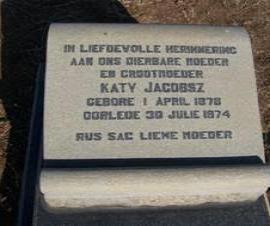 IN LIEFDEVOLLE HERINNERING
AAN ONS DIERBARE MOEDER
EN GROOTMOEDER
KATY JACOBSZ
GEBORE 1 APRIL 1878
OORLEDE 30 JULIE 1974
RUS SAG LIEWE MOEDER